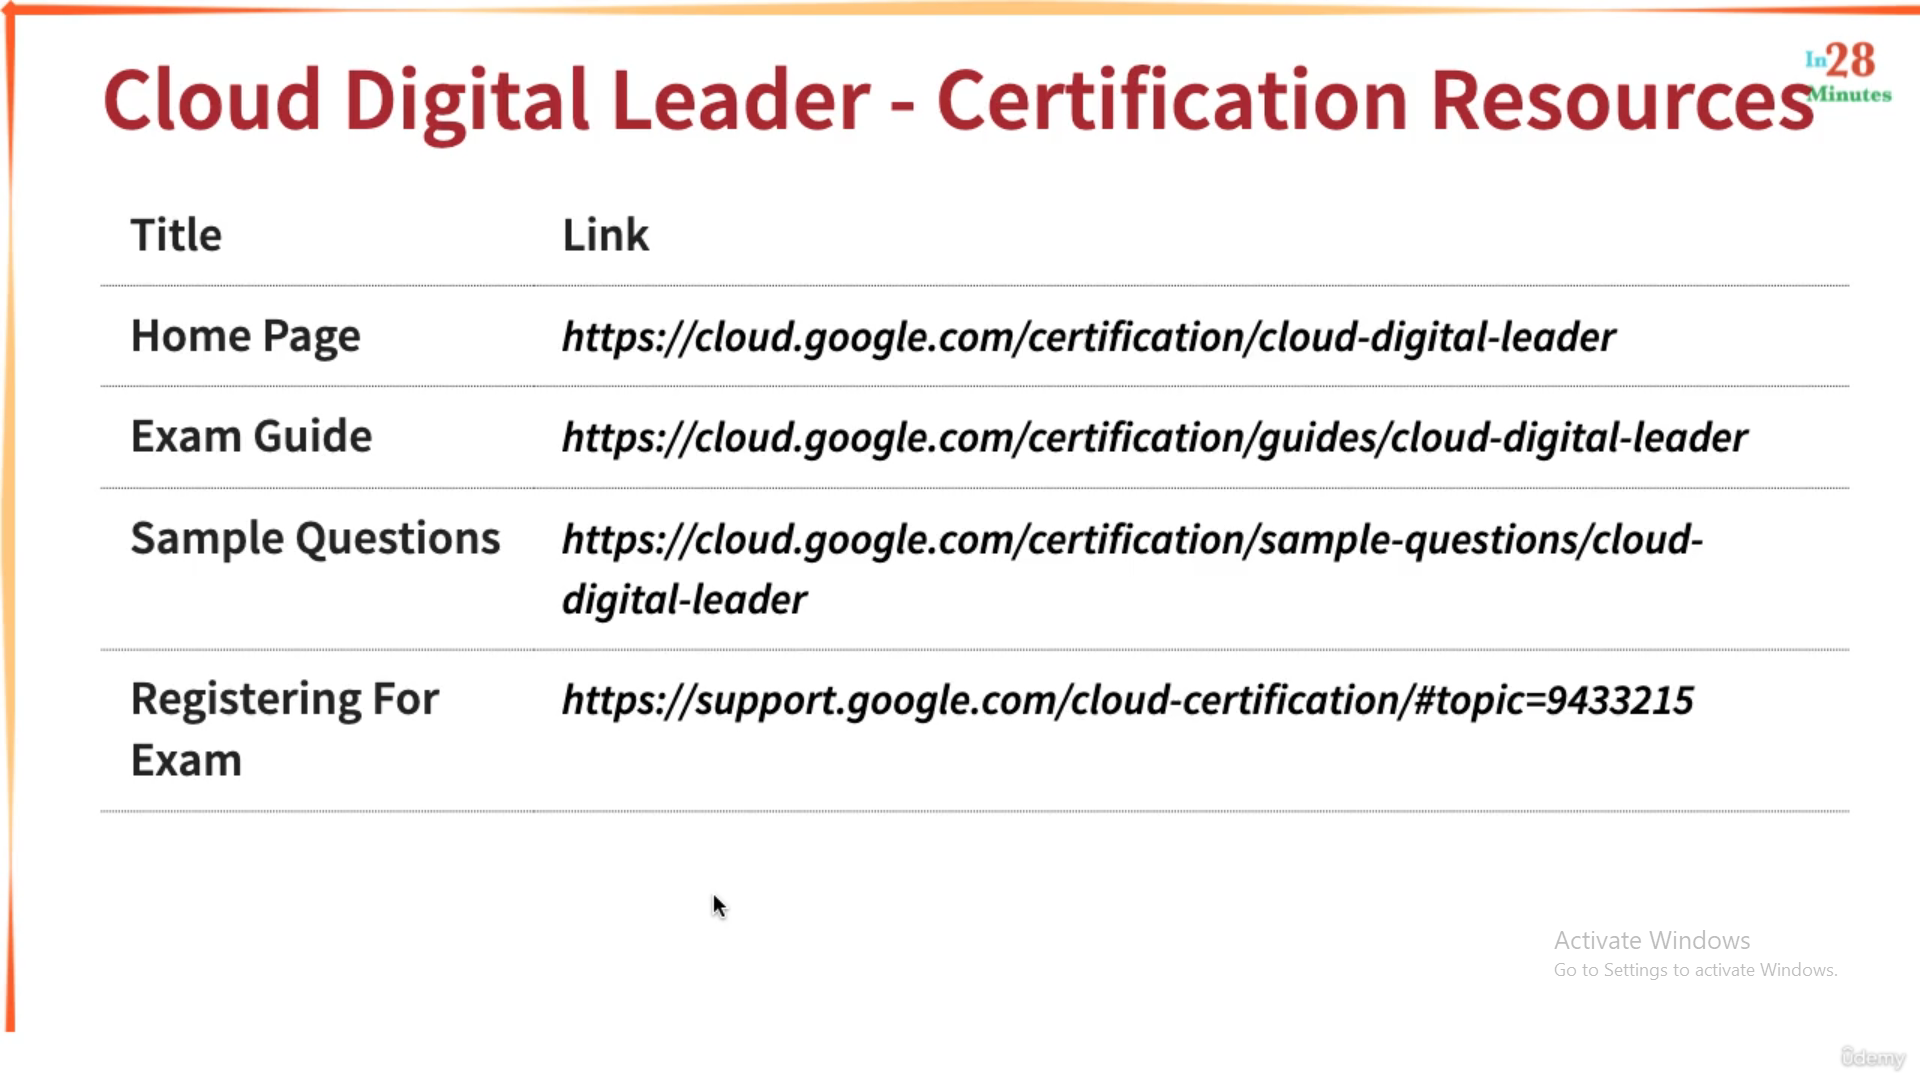 Cloud Digital Leader - Certification Resources
In28
Minutes
Title Link
Home Page https://cloud.google.com/certification/cloud-digital-leader
Exam Guide https://cloud.google.com/certification/guides/cloud-digital-leader
Sample Questions https://cloud.google.com/certification/sample-questions/cloud-
digital-leader
Registering For https://support.google.com/cloud-certification/#topic=9433215
Exam
Activate Windows
Go to Settings to activate Windows.
ûdemy